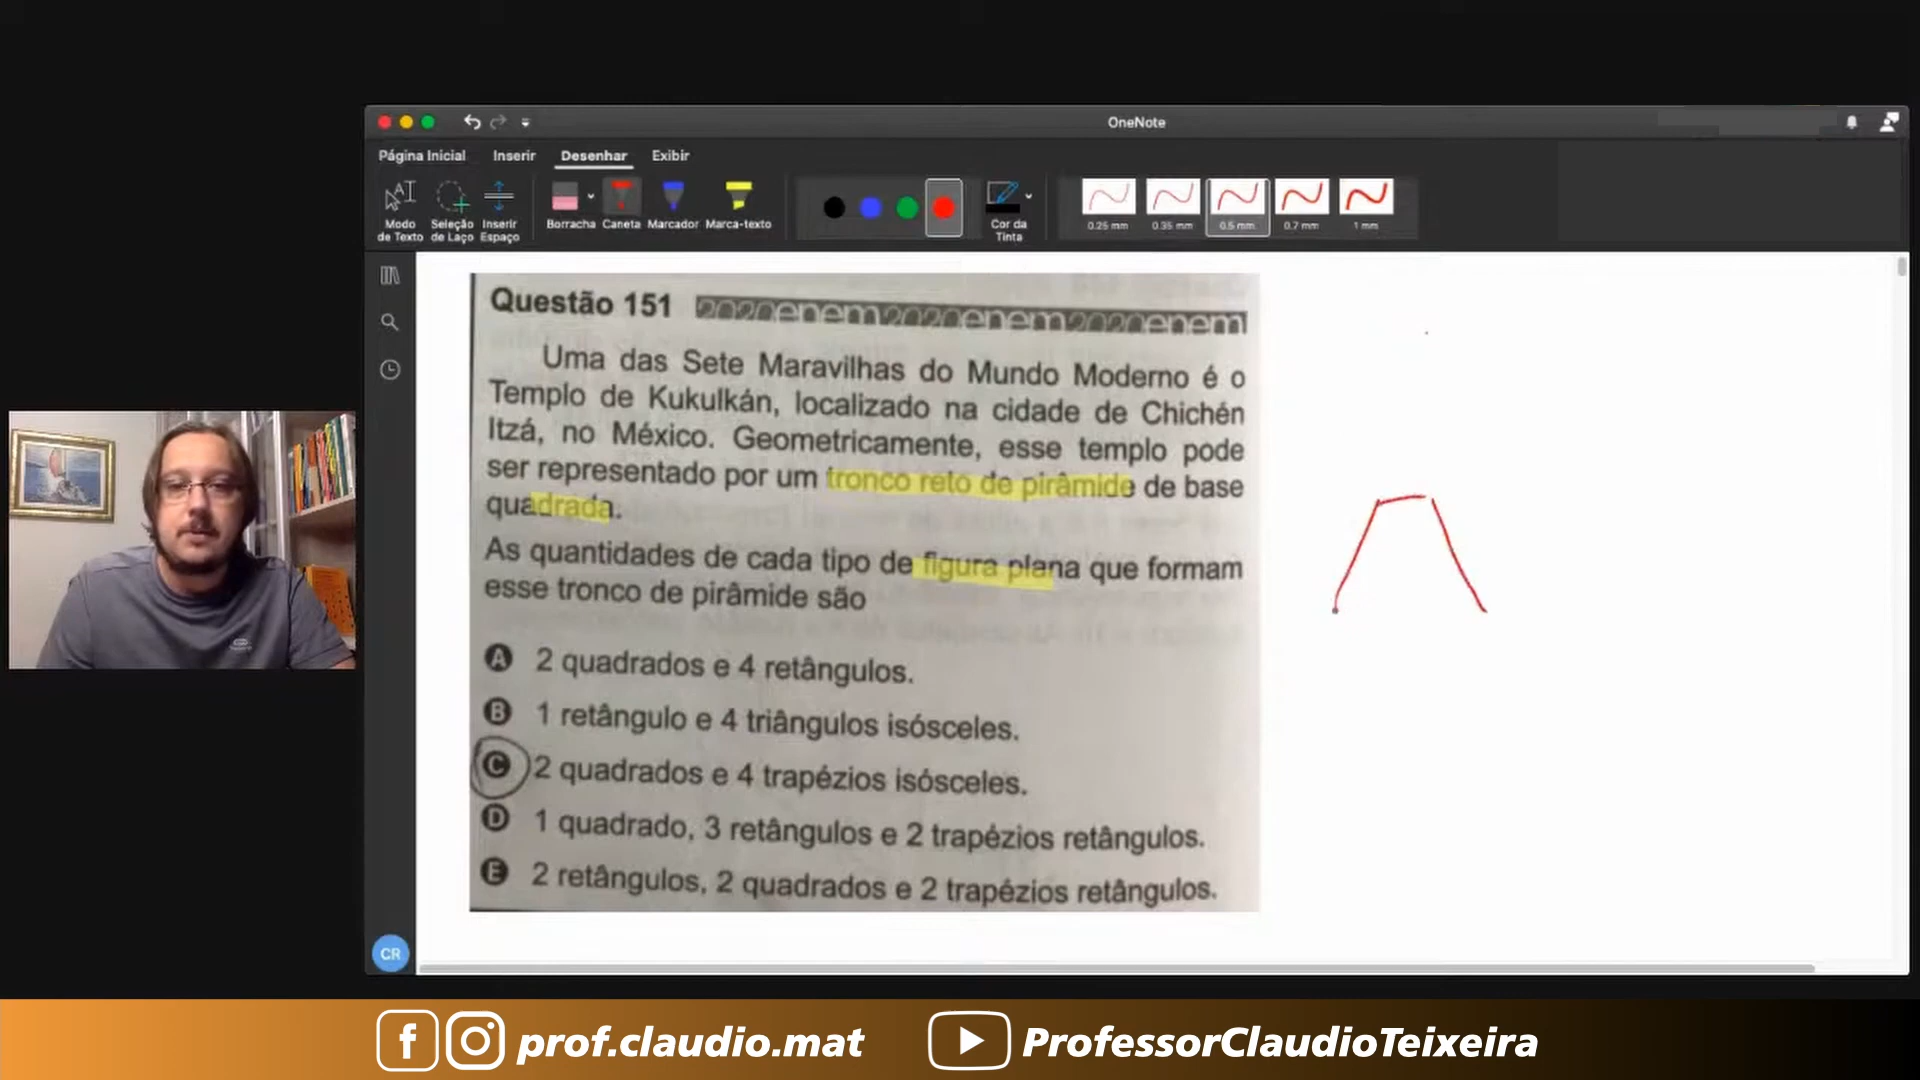 OneNote
Página Inicial Inserir Desenhar Exibir
Modo de Texto
Seleção de Laço
Inserir Espaço
Borracha
Caneta
Marcador
Marca-texto
Cor da Tinta
0.25 mm
0.35 mm
0.5 mm
0.7 mm
1 mm
Questão 151 2020enem2020enem2020enem
Uma das Sete Maravilhas do Mundo Moderno é o
Templo de Kukulkán, localizado na cidade de Chichén
Itzá, no México. Geometricamente, esse templo pode
ser representado por um tronco reto de pirâmide de base
quadrada.
As quantidades de cada tipo de figura plana que formam
esse tronco de pirâmide são
A 2 quadrados e 4 retângulos.
B 1 retângulo e 4 triângulos isósceles.
C 2 quadrados e 4 trapézios isósceles.
D 1 quadrado, 3 retângulos e 2 trapézios retângulos.
E 2 retângulos, 2 quadrados e 2 trapézios retângulos.
CR
f prof.claudio.mat ProfessorClaudioTeixeira